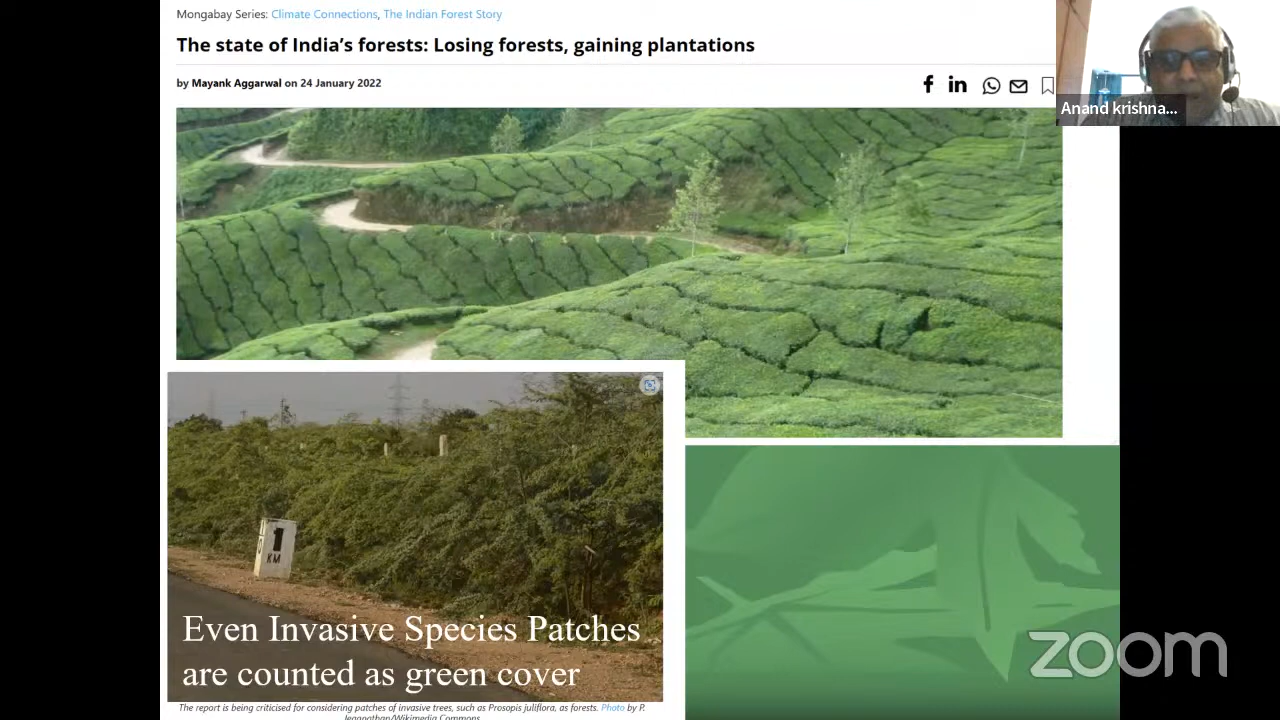 Mongabay Series: Climate Connections, The Indian Forest Story
The state of India's forests: Losing forests, gaining plantations
by Mayank Aggarwal on 24 January 2022
Anand krishna...
1
KM
Even Invasive Species Patches
are counted as green cover
The report is being criticised for considering patches of invasive trees, such as Prosopis juliflora, as forests. Photo by P.
Jeganathan/Wikimedia Commons.
zoom